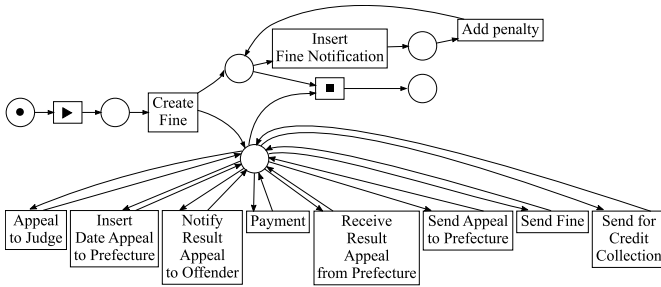 Add penalty
Insert
Fine Notification
Create
Fine
Appeal
to Judge
Insert
Date Appeal
to Prefecture
Notify
Result
Appeal
to Offender
Payment
Receive
Result
Appeal
from Prefecture
Send Appeal
to Prefecture
Send Fine
Send for
Credit
Collection